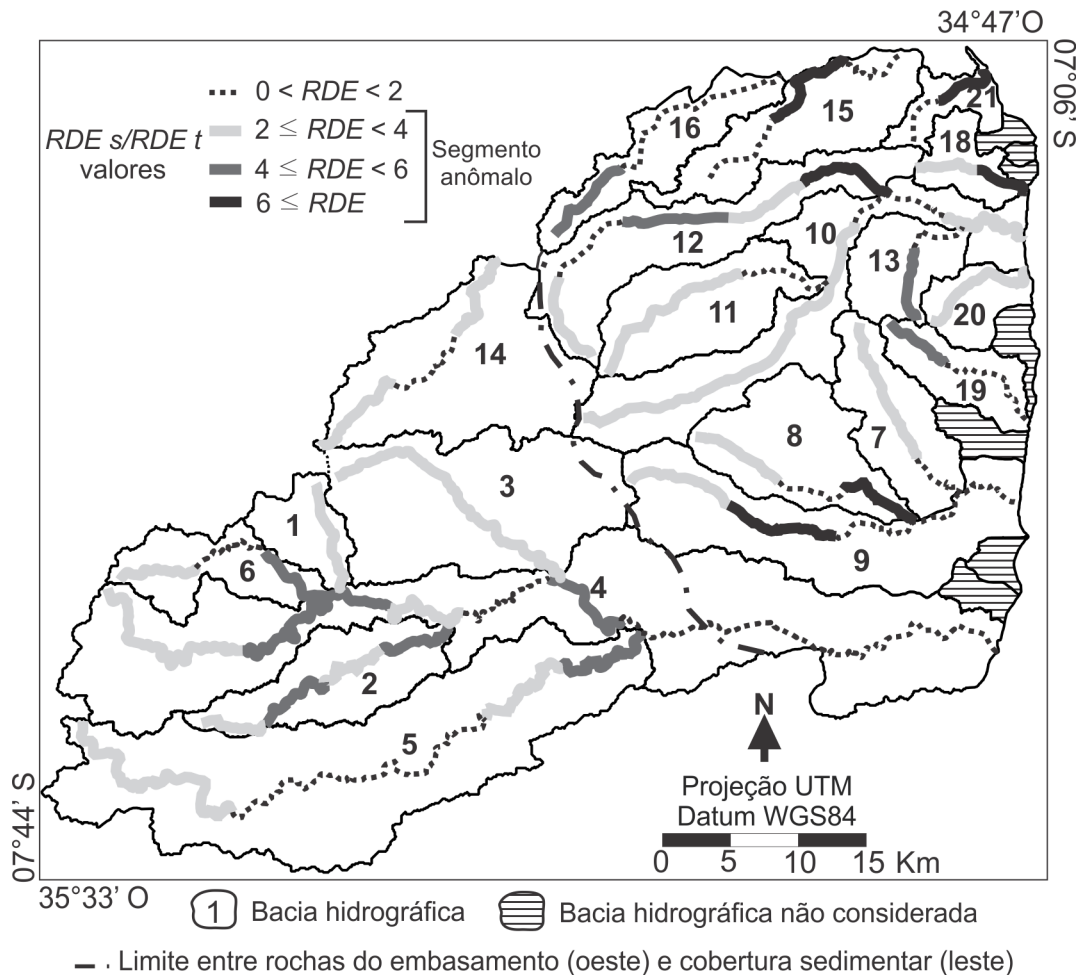 34°47'O
07°06' S
0 < RDE < 2
RDE s/RDE t
valores
2 ≤ RDE < 4
4 ≤ RDE < 6
6 ≤ RDE
Segmento
anômalo
16
15
21
18
12
10
13
11
20
14
19
8
7
3
1
9
6
4
2
5
N
Projeção UTM
Datum WGS84
0 5 10 15 Km
07°44' S
35°33' O
1 Bacia hidrográfica
Bacia hidrográfica não considerada
Limite entre rochas do embasamento (oeste) e cobertura sedimentar (leste)